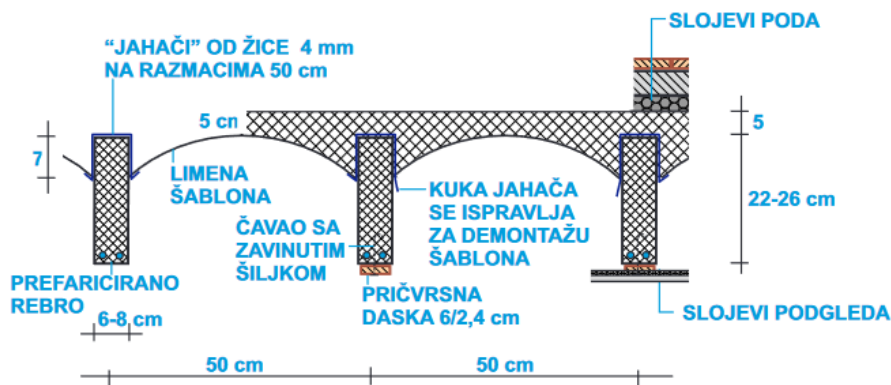 SLOJEVI PODA
“JAHAČI” OD ŽICE 4 mm
NA RAZMACIMA 50 cm
5 cm
5
7
LIMENA
ŠABLONA
KUKA JAHAČA
SE ISPRAVLJA
ZA DEMONTAŽU
ŠABLONA
22-26 cm
ČAVAO SA
ZAVINUTIM
ŠILJKOM
PREFARICIRANO
REBRO
PRIČVRSNA
DASKA 6/2,4 cm
SLOJEVI PODGLEDA
6-8 cm
50 cm
50 cm